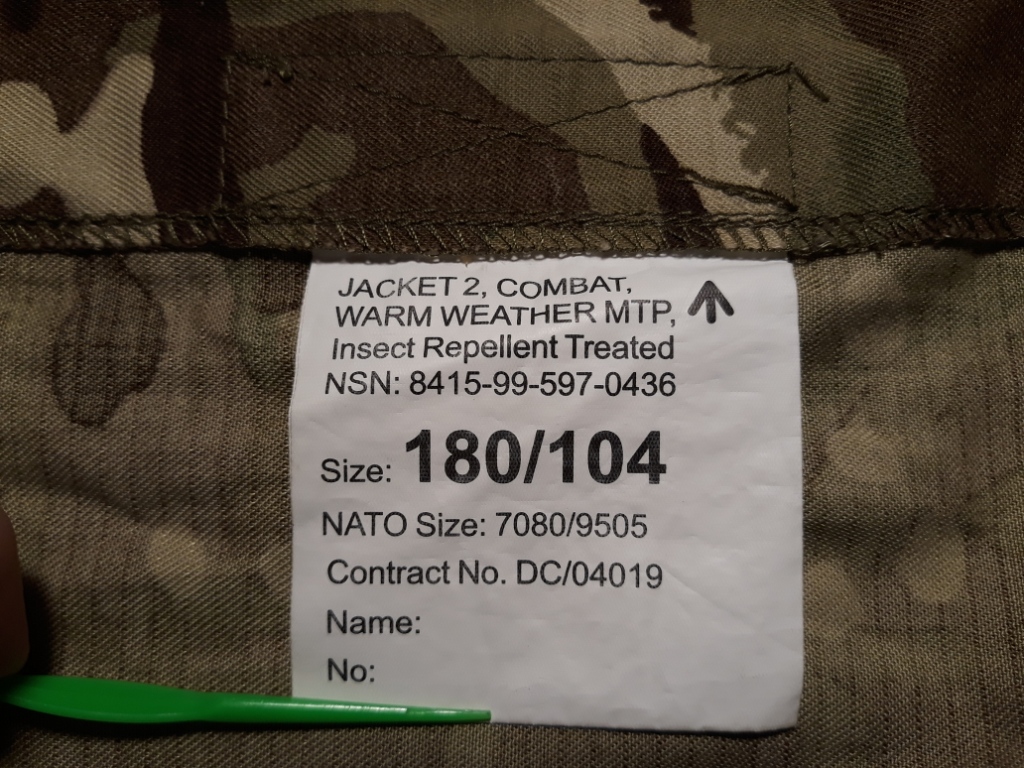 JACKET 2, COMBAT,
WARM WEATHER MTP,
Insect Repellent Treated
NSN: 8415-99-597-0436
Size: 180/104
NATO Size: 7080/9505
Contract No. DC/04019
Name:
No: